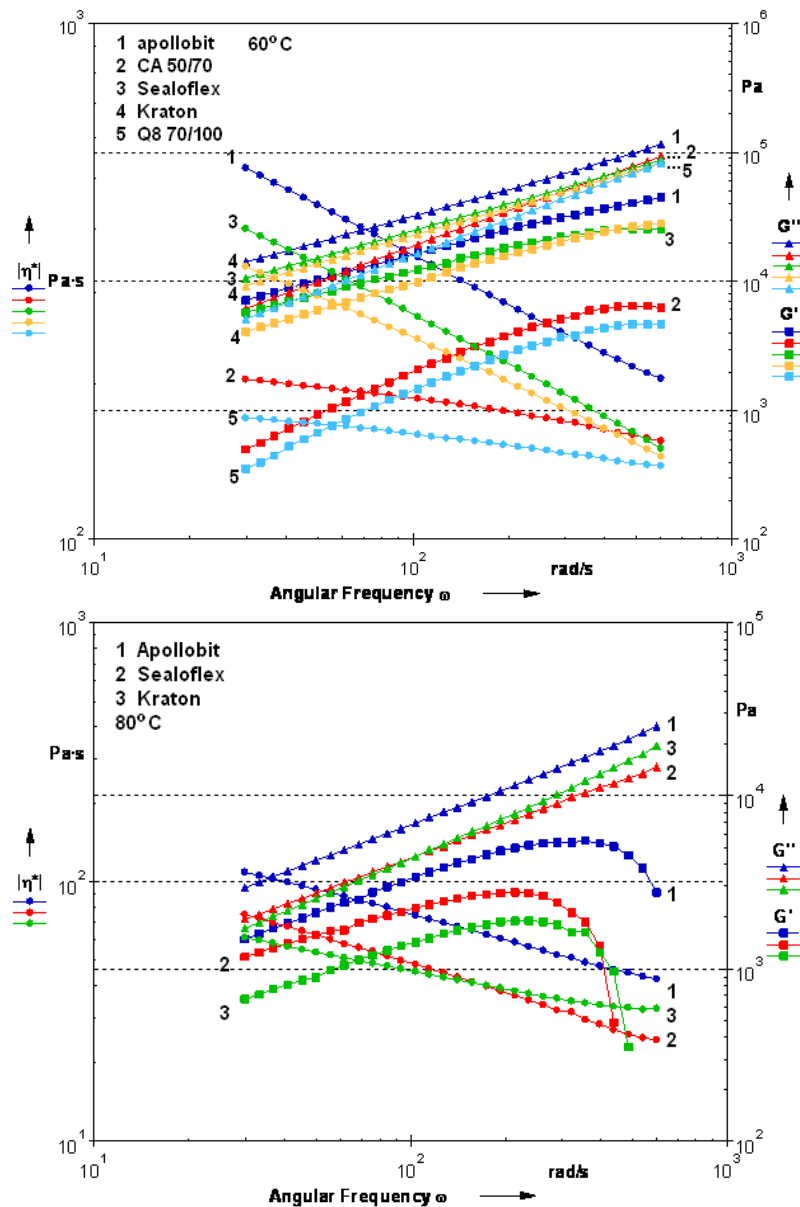 10³
10⁶
1 apollobit 60°C
2 CA 50/70
3 Sealoflex
4 Kraton
5 Q8 70/100
Pa
1
1
10⁵
2
5
1
3
3
G''
|η*|
4
4
3
Pa·s
10⁴
4
4
G'
2
2
10³
5
5
10²
10²
10¹
10²
rad/s
10³
Angular Frequency ω
10³
10⁵
1 Apollobit
2 Sealoflex
3 Kraton
80°C
Pa
Pa·s
1
3
2
10⁴
|η*|
G''
10²
1
G'
2
10³
1
3
3
2
10¹
10²
10¹
10²
rad/s
10³
Angular Frequency ω